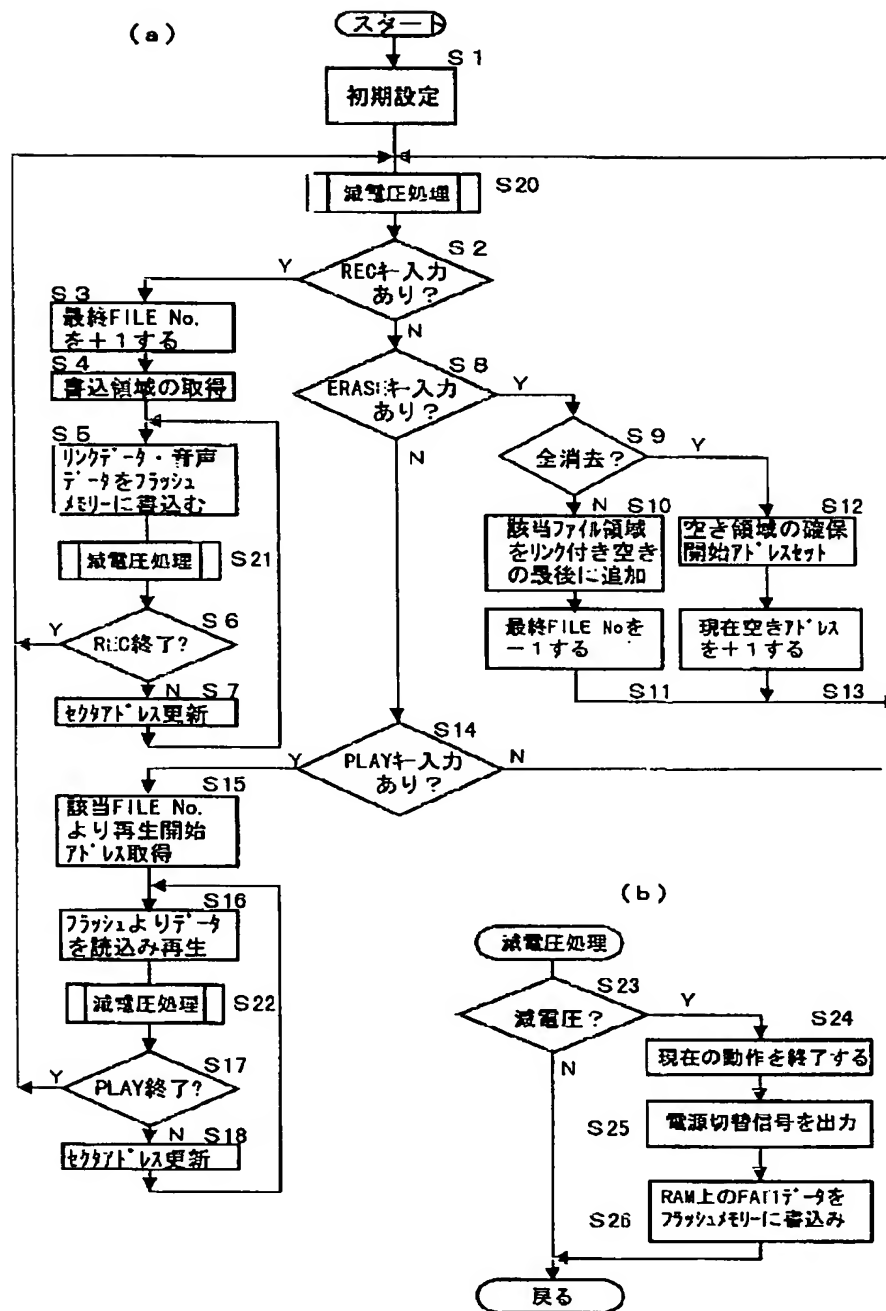 (a)
スター
S1
初期設定
減電圧処理
S20
S2
RECキー入力
あり?
Y
N
S3
最終FILE No.
を+1する
S4
書込領域の取得
S5
リンクデータ・音声
データをフラッシュ
メモリーに書込む
減電圧処理
S21
S6
REC終了?
Y
N
S7
セクタアドレス更新
S8
ERASEキー入力
あり?
Y
N
S9
全消去?
Y
N
S10
該当ファイル領域
をリンク付き空き
の最後に追加
S12
空き領域の確保
開始アドレスセット
最終FILE Noを
-1する
S11
現在空きアドレス
を+1する
S13
S14
PLAYキー入力
あり?
Y
N
S15
該当FILE No.
より再生開始
アドレス取得
S16
フラッシュよりデータ
を読込み再生
減電圧処理
S22
S17
PLAY終了?
Y
N
S18
セクタアドレス更新
(b)
減電圧処理
S23
減電圧?
Y
N
S24
現在の動作を終了する
S25
電源切替信号を出力
S26
RAM上のFAT1データを
フラッシュメモリーに書込み
戻る